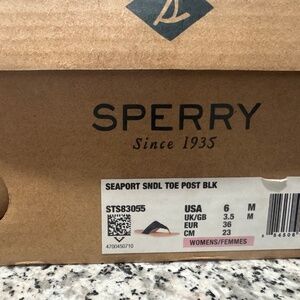 SPERRY
Since 1935
SEAPORT SNDL TOE POST BLK
STS83055
USA 6 M
UK/GB 3.5 M
EUR 36
CM 23
4700450710
WOMENS/FEMMES